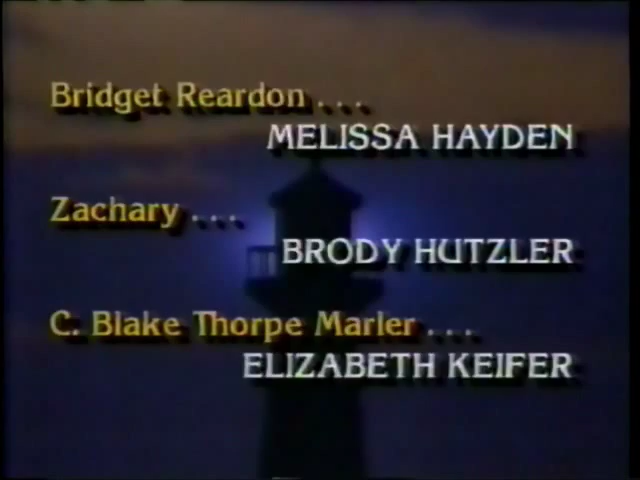 Bridget Reardon . . .
MELISSA HAYDEN
Zachary . . .
BRODY HUTZLER
C. Blake Thorpe Marler . . .
ELIZABETH KEIFER